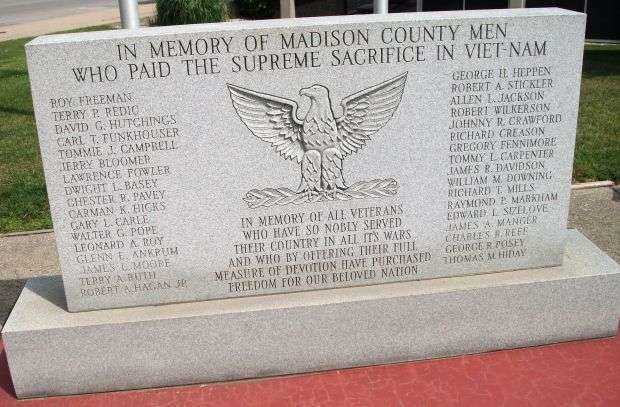 IN MEMORY OF MADISON COUNTY MEN
WHO PAID THE SUPREME SACRIFICE IN VIET-NAM
ROY FREEMAN
TERRY P. REDIC
DAVID G. HUTCHINGS
CARL T. FUNKHOUSER
TOMMIE J. CAMPBELL
JERRY BLOOMER
LAWRENCE FOWLER
DWIGHT L. BASEY
CHESTER R. PAVEY
CARMAN K. HICKS
GARY L. CARLE
WALTER G. POPE
LEONARD A. ROY
GLENN E. ANKRUM
JAMES L. MOORE
TERRY A. RUTH
ROBERT A. HAGAN JR.
IN MEMORY OF ALL VETERANS
WHO HAVE SO NOBLY SERVED
THEIR COUNTRY IN ALL ITS WARS
AND WHO BY OFFERING THEIR FULL
MEASURE OF DEVOTION HAVE PURCHASED
FREEDOM FOR OUR BELOVED NATION
GEORGE H. HEPPEN
ROBERT A. STICKLER
ALLEN L. JACKSON
ROBERT WILKERSON
JOHNNY R. CRAWFORD
RICHARD CREASON
GREGORY FENNIMORE
TOMMY L. CARPENTER
JAMES R. DAVIDSON
WILLIAM M. DOWNING
RICHARD T. MILLS
RAYMOND P. MARKHAM
EDWARD L. SIZELOVE
JAMES A. MANGER
CHARLES R. REEF
GEORGE R. POSEY
THOMAS M. HIDAY